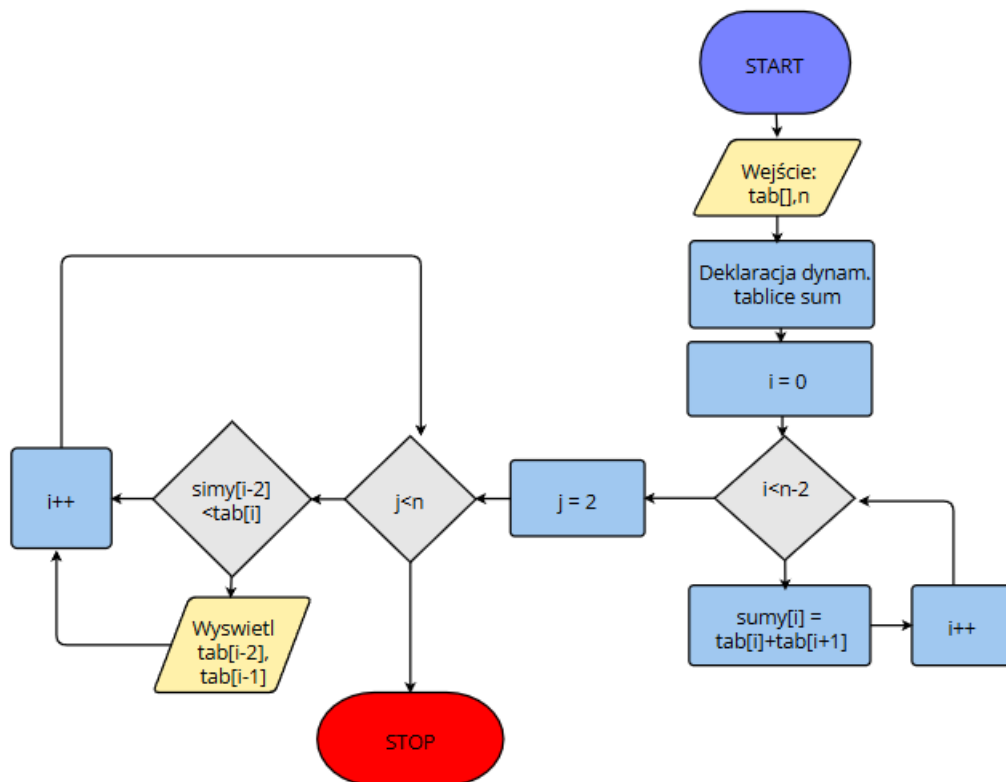 START
Wejście:
tab[],n
Deklaracja dynam.
tablice sum
i = 0
i<n-2
sumy[i] =
tab[i]+tab[i+1]
i++
j = 2
j<n
simy[i-2]
<tab[i]
Wyswietl
tab[i-2],
tab[i-1]
i++
STOP